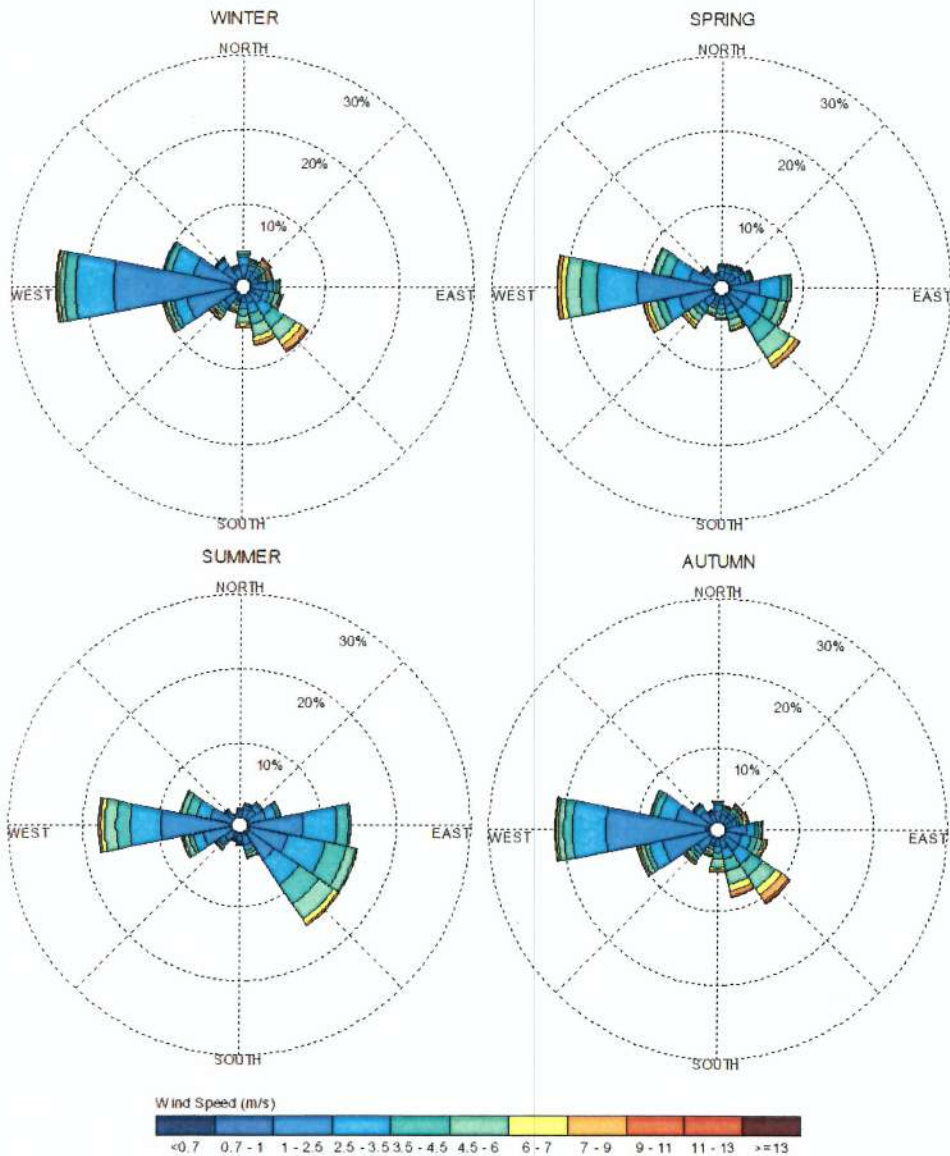 WINTER
NORTH
30%
20%
10%
WEST
EAST
SOUTH
SPRING
NORTH
30%
20%
10%
WEST
EAST
SOUTH
SUMMER
NORTH
30%
20%
10%
WEST
EAST
SOUTH
AUTUMN
NORTH
30%
20%
10%
WEST
EAST
SOUTH
Wind Speed (m/s)
<0.7 0.7 - 1 1 - 2.5 2.5 - 3.5 3.5 - 4.5 4.5 - 6 6 - 7 7 - 9 9 - 11 11 - 13 >=13